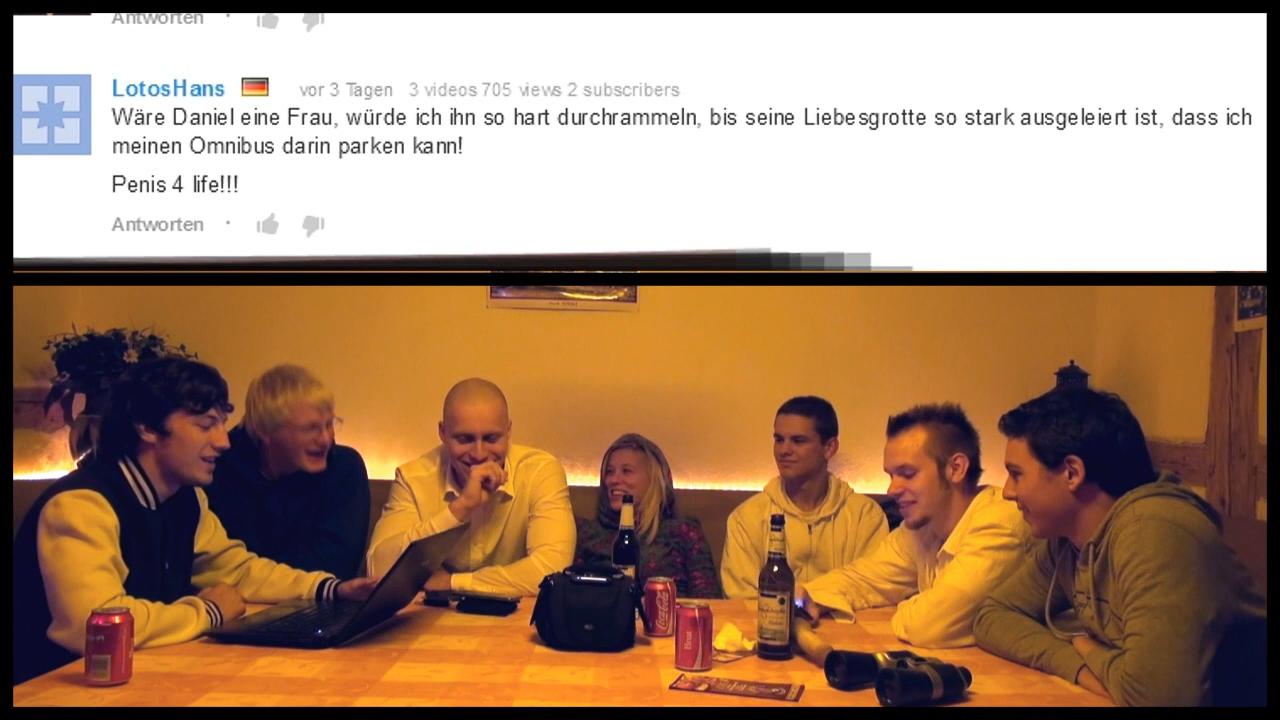 Antworten ·
LotosHans vor 3 Tagen 3 videos 705 views 2 subscribers
Wäre Daniel eine Frau, würde ich ihn so hart durchrammeln, bis seine Liebesgrotte so stark ausgeleiert ist, dass ich
meinen Omnibus darin parken kann!
Penis 4 life!!!
Antworten ·
Coca-Cola